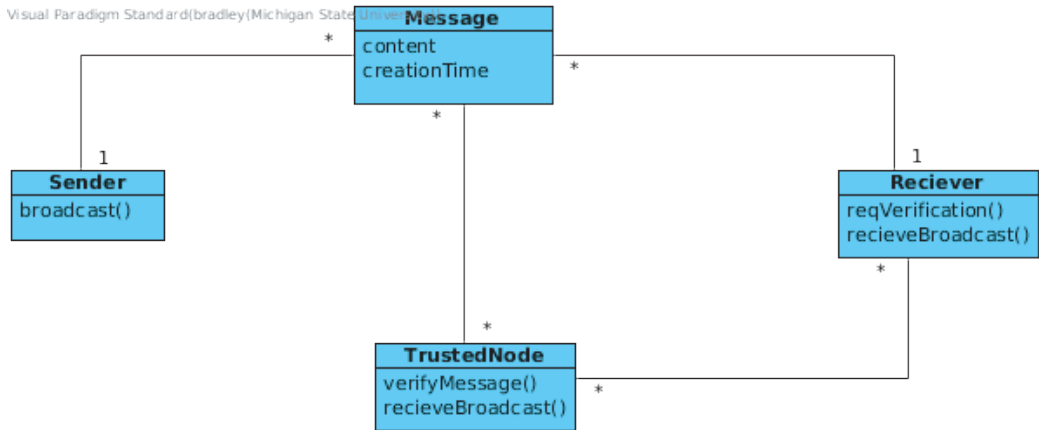 Visual Paradigm Standard(bradley(Michigan State University))
Message
content
creationTime
*
*
*
1
1
Sender
broadcast()
Reciever
reqVerification()
recieveBroadcast()
*
*
TrustedNode
verifyMessage()
recieveBroadcast()
*